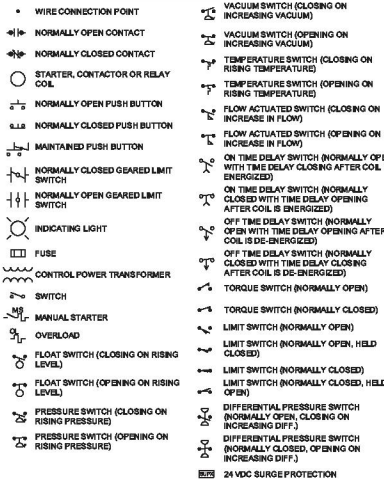 WIRE CONNECTION POINT
NORMALLY OPEN CONTACT
NORMALLY CLOSED CONTACT
STARTER, CONTACTOR OR RELAY
COIL
NORMALLY OPEN PUSH BUTTON
NORMALLY CLOSED PUSH BUTTON
MAINTAINED PUSH BUTTON
NORMALLY CLOSED GEARED LIMIT
SWITCH
NORMALLY OPEN GEARED LIMIT
SWITCH
INDICATING LIGHT
FUSE
CONTROL POWER TRANSFORMER
SWITCH
MS
MANUAL STARTER
OVERLOAD
FLOAT SWITCH (CLOSING ON RISING
LEVEL)
FLOAT SWITCH (OPENING ON RISING
LEVEL)
PRESSURE SWITCH (CLOSING ON
RISING PRESSURE)
PRESSURE SWITCH (OPENING ON
RISING PRESSURE)
VACUUM SWITCH (CLOSING ON
INCREASING VACUUM)
VACUUM SWITCH (OPENING ON
INCREASING VACUUM)
TEMPERATURE SWITCH (CLOSING ON
RISING TEMPERATURE)
TEMPERATURE SWITCH (OPENING ON
RISING TEMPERATURE)
FLOW ACTUATED SWITCH (CLOSING ON
INCREASE IN FLOW)
FLOW ACTUATED SWITCH (OPENING ON
INCREASE IN FLOW)
ON TIME DELAY SWITCH (NORMALLY OPE
WITH TIME DELAY CLOSING AFTER COIL
ENERGIZED)
ON TIME DELAY SWITCH (NORMALLY
CLOSED WITH TIME DELAY OPENING
AFTER COIL IS ENERGIZED)
OFF TIME DELAY SWITCH (NORMALLY
OPEN WITH TIME DELAY OPENING AFTER
COIL IS DE-ENERGIZED)
OFF TIME DELAY SWITCH (NORMALLY
CLOSED WITH TIME DELAY CLOSING
AFTER COIL IS DE-ENERGIZED)
TORQUE SWITCH (NORMALLY OPEN)
TORQUE SWITCH (NORMALLY CLOSED)
LIMIT SWITCH (NORMALLY OPEN)
LIMIT SWITCH (NORMALLY OPEN, HELD
CLOSED)
LIMIT SWITCH (NORMALLY CLOSED)
LIMIT SWITCH (NORMALLY CLOSED, HELD
OPEN)
DIFFERENTIAL PRESSURE SWITCH
(NORMALLY OPEN, CLOSING ON
INCREASING DIFF.)
DIFFERENTIAL PRESSURE SWITCH
(NORMALLY CLOSED, OPENING ON
INCREASING DIFF.)
24 VDC SURGE PROTECTION